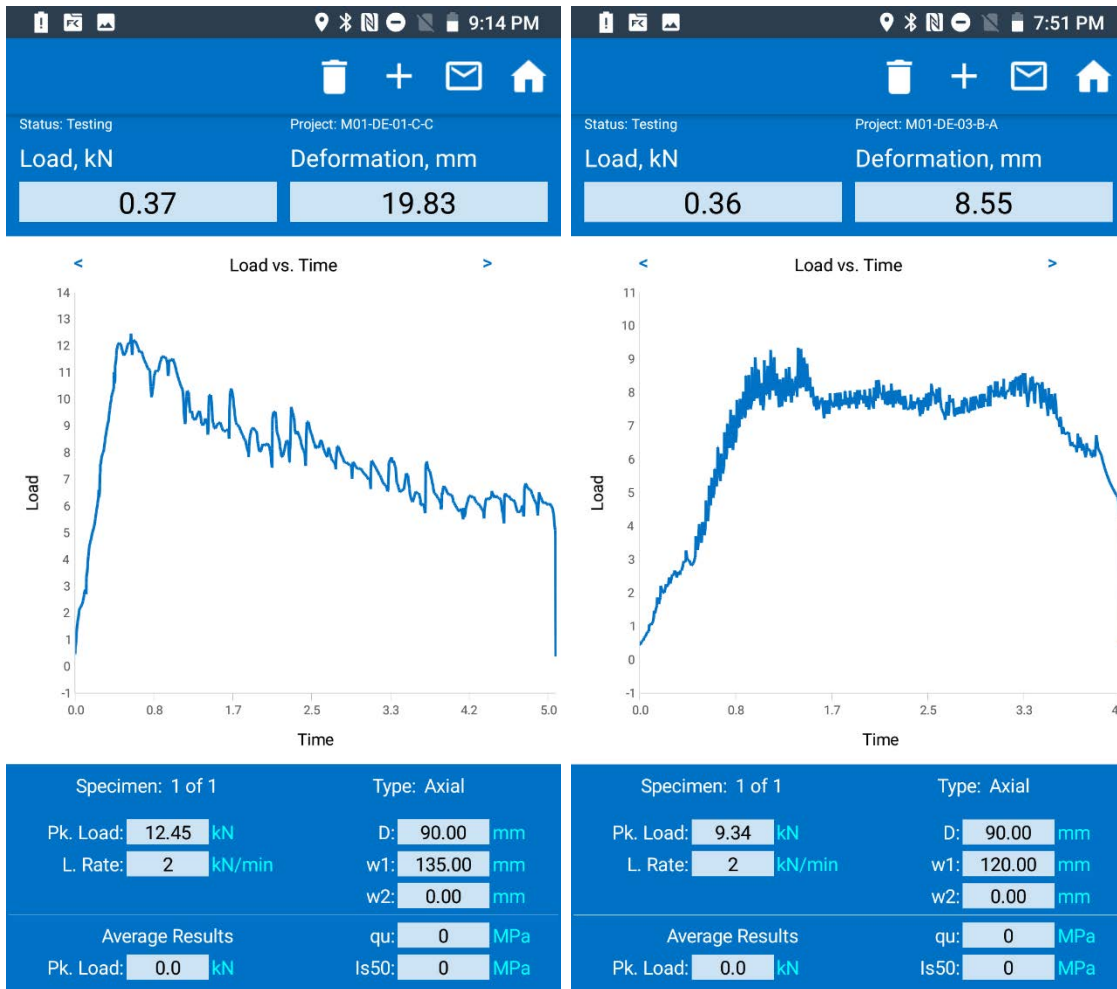 9:14 PM
Status: Testing
Project: M01-DE-01-C-C
Load, kN
Deformation, mm
0.37
19.83
<
Load vs. Time
>
14
13
12
11
10
9
8
7
6
5
4
3
2
1
0
-1
Load
0.0
0.8
1.7
2.5
3.3
4.2
5.0
Time
Specimen: 1 of 1
Type: Axial
Pk. Load: 12.45 kN
D: 90.00 mm
L. Rate: 2 kN/min
w1: 135.00 mm
w2: 0.00 mm
Average Results
qu: 0 MPa
Pk. Load: 0.0 kN
Is50: 0 MPa
7:51 PM
Status: Testing
Project: M01-DE-03-B-A
Load, kN
Deformation, mm
0.36
8.55
<
Load vs. Time
>
11
10
9
8
7
6
5
4
3
2
1
0
-1
Load
0.0
0.8
1.7
2.5
3.3
4
Time
Specimen: 1 of 1
Type: Axial
Pk. Load: 9.34 kN
D: 90.00 mm
L. Rate: 2 kN/min
w1: 120.00 mm
w2: 0.00 mm
Average Results
qu: 0 MPa
Pk. Load: 0.0 kN
Is50: 0 MPa